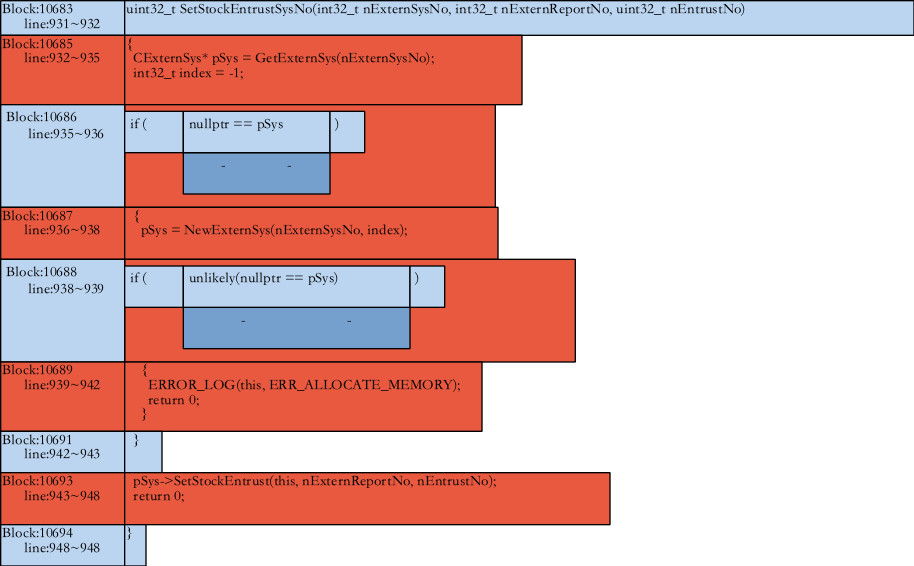 Block:10683 uint32_t SetStockEntrustSysNo(int32_t nExternSysNo, int32_t nExternReportNo, uint32_t nEntrustNo)
line:931~932
Block:10685 {
line:932~935 CExternSys* pSys = GetExternSys(nExternSysNo);
int32_t index = -1;
Block:10686 if ( nullptr == pSys )
line:935~936
- -
Block:10687 {
line:936~938 pSys = NewExternSys(nExternSysNo, index);
Block:10688 if ( unlikely(nullptr == pSys) )
line:938~939
- -
Block:10689 {
line:939~942 ERROR_LOG(this, ERR_ALLOCATE_MEMORY);
return 0;
}
Block:10691 }
line:942~943
Block:10693 pSys->SetStockEntrust(this, nExternReportNo, nEntrustNo);
line:943~948 return 0;
Block:10694 }
line:948~948